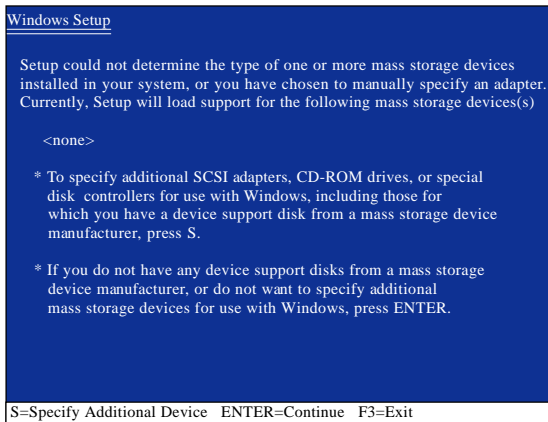 Windows Setup
Setup could not determine the type of one or more mass storage devices
installed in your system, or you have chosen to manually specify an adapter.
Currently, Setup will load support for the following mass storage devices(s)
<none>
* To specify additional SCSI adapters, CD-ROM drives, or special
disk controllers for use with Windows, including those for
which you have a device support disk from a mass storage device
manufacturer, press S.
* If you do not have any device support disks from a mass storage
device manufacturer, or do not want to specify additional
mass storage devices for use with Windows, press ENTER.
S=Specify Additional Device ENTER=Continue F3=Exit